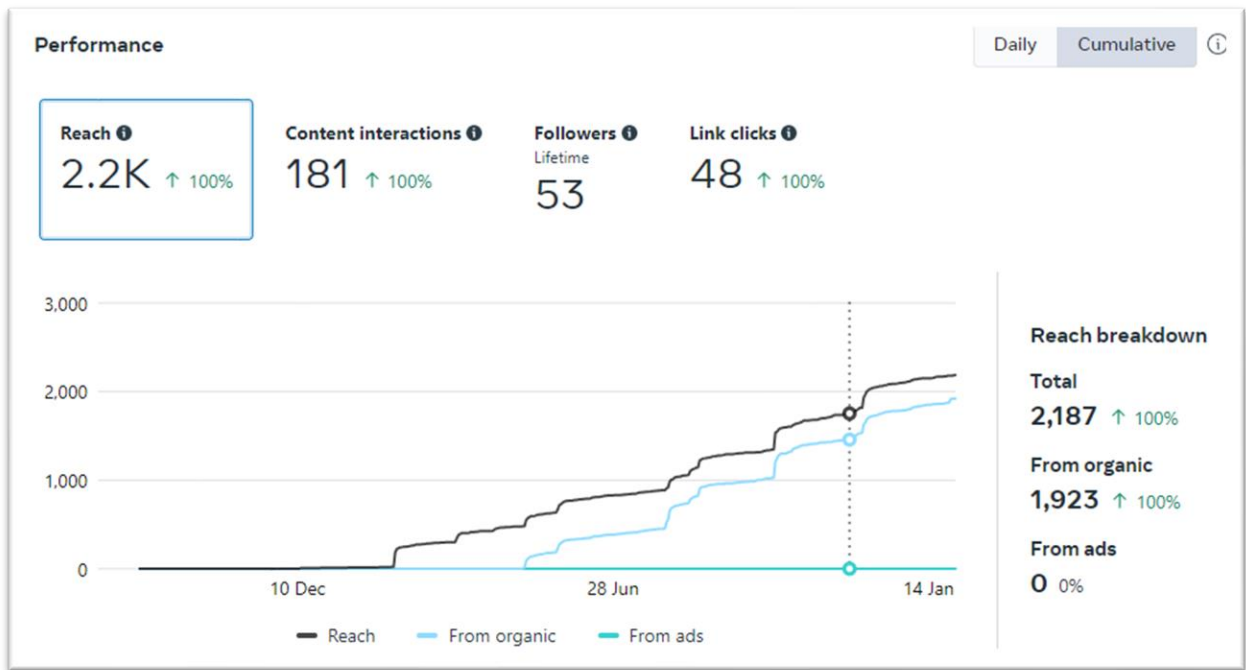 Performance
Daily Cumulative
Reach
2.2K ↑ 100%
Content interactions
181 ↑ 100%
Followers
Lifetime
53
Link clicks
48 ↑ 100%
3,000
2,000
1,000
0
10 Dec 28 Jun 14 Jan
Reach From organic From ads
Reach breakdown
Total
2,187 ↑ 100%
From organic
1,923 ↑ 100%
From ads
0 0%